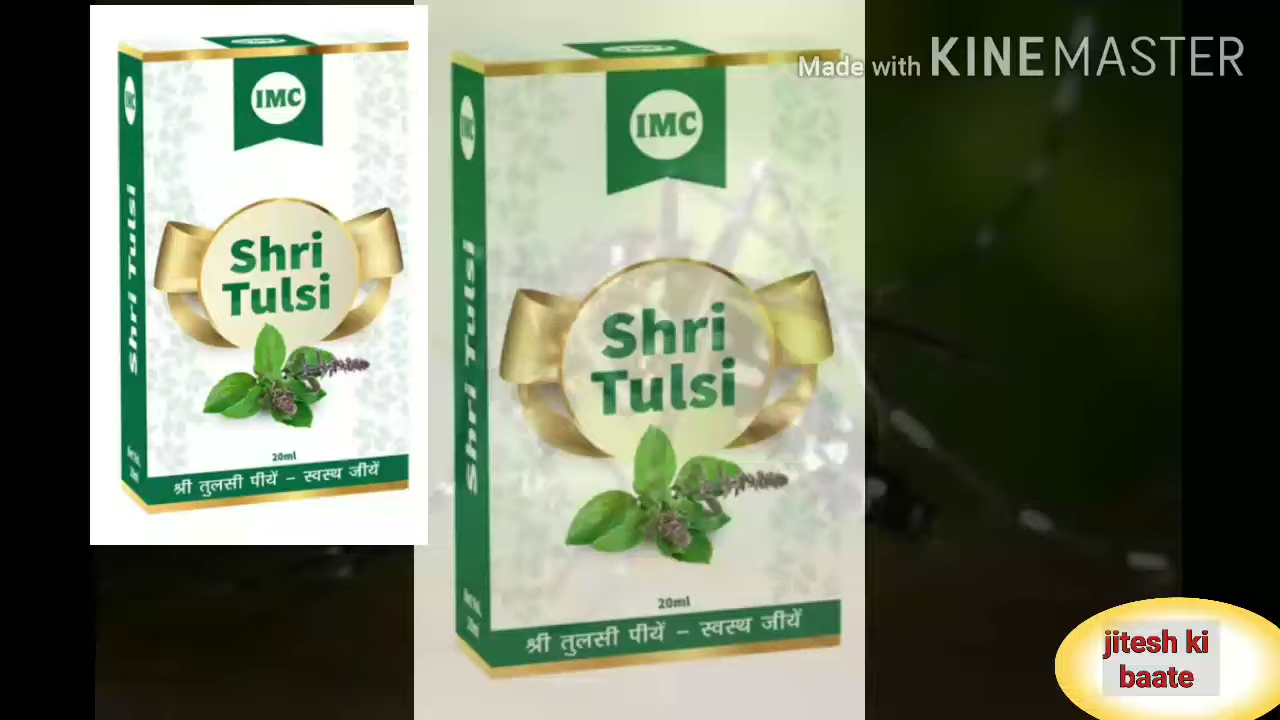 IMC
Shri
Tulsi
Shri Tulsi
20ml
श्री तुलसी पीयें – स्वस्थ जीयें
IMC
Shri
Tulsi
Shri Tulsi
20ml
श्री तुलसी पीयें – स्वस्थ जीयें
Made with KINEMASTER
jitesh ki
baate